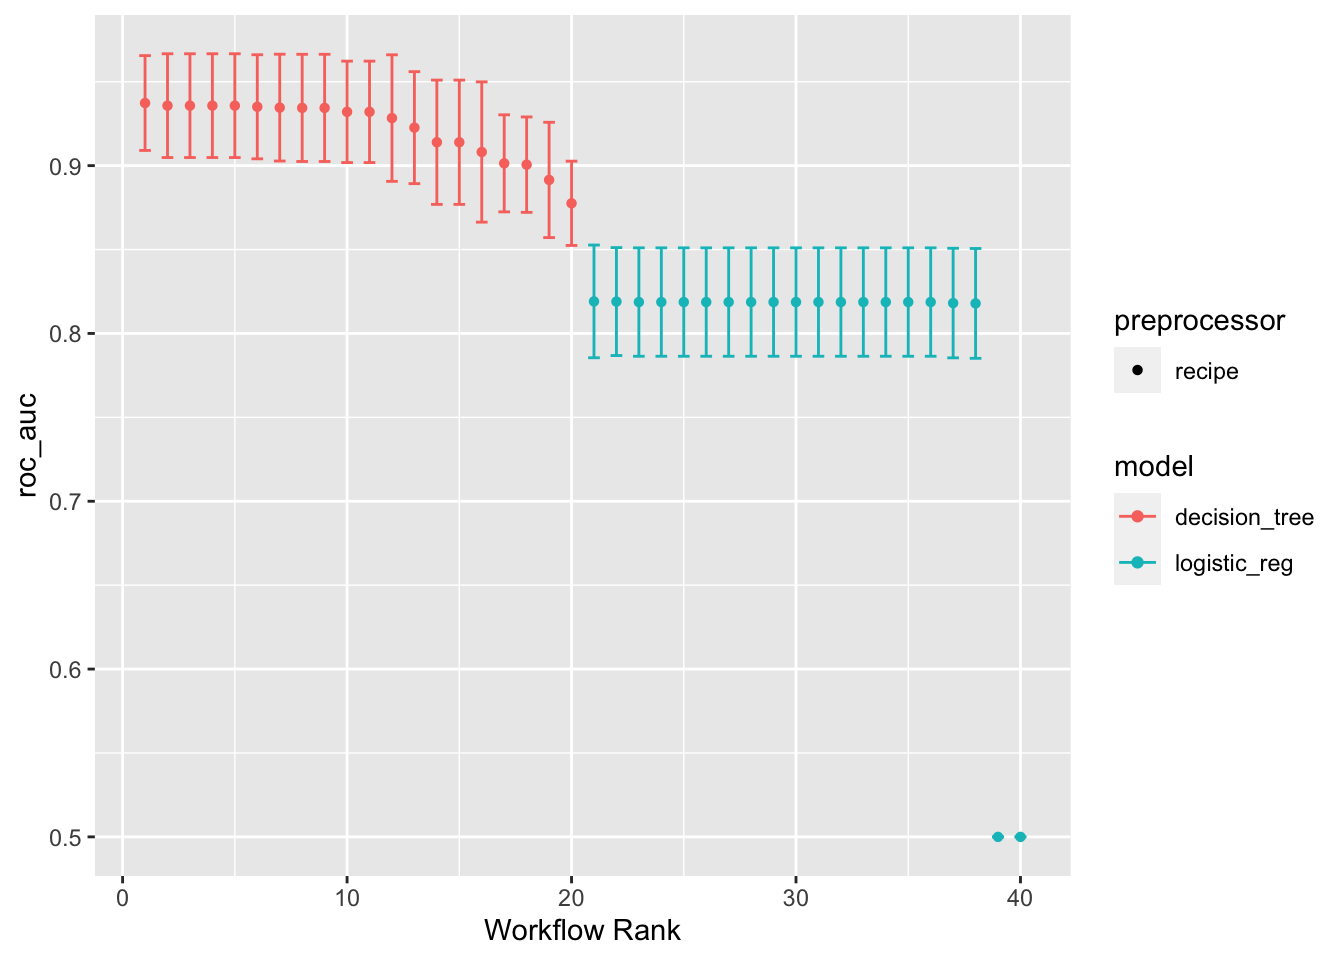 roc_auc
0.9
0.8
0.7
0.6
0.5
0
10
20
30
40
Workflow Rank
preprocessor
recipe
model
decision_tree
logistic_reg